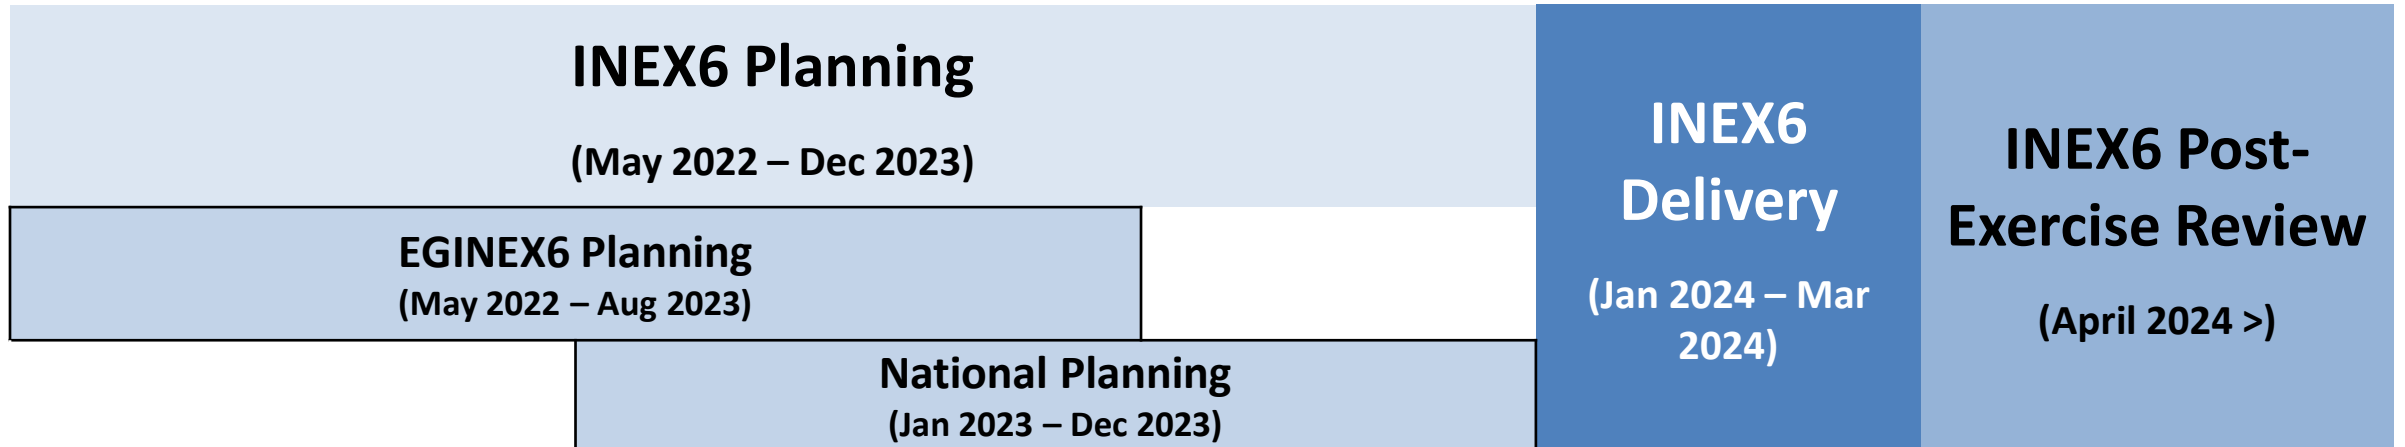 INEX6 Planning
(May 2022 – Dec 2023)
EGINEX6 Planning
(May 2022 – Aug 2023)
National Planning
(Jan 2023 – Dec 2023)
INEX6
Delivery
(Jan 2024 – Mar
2024)
INEX6 Post-
Exercise Review
(April 2024 >)